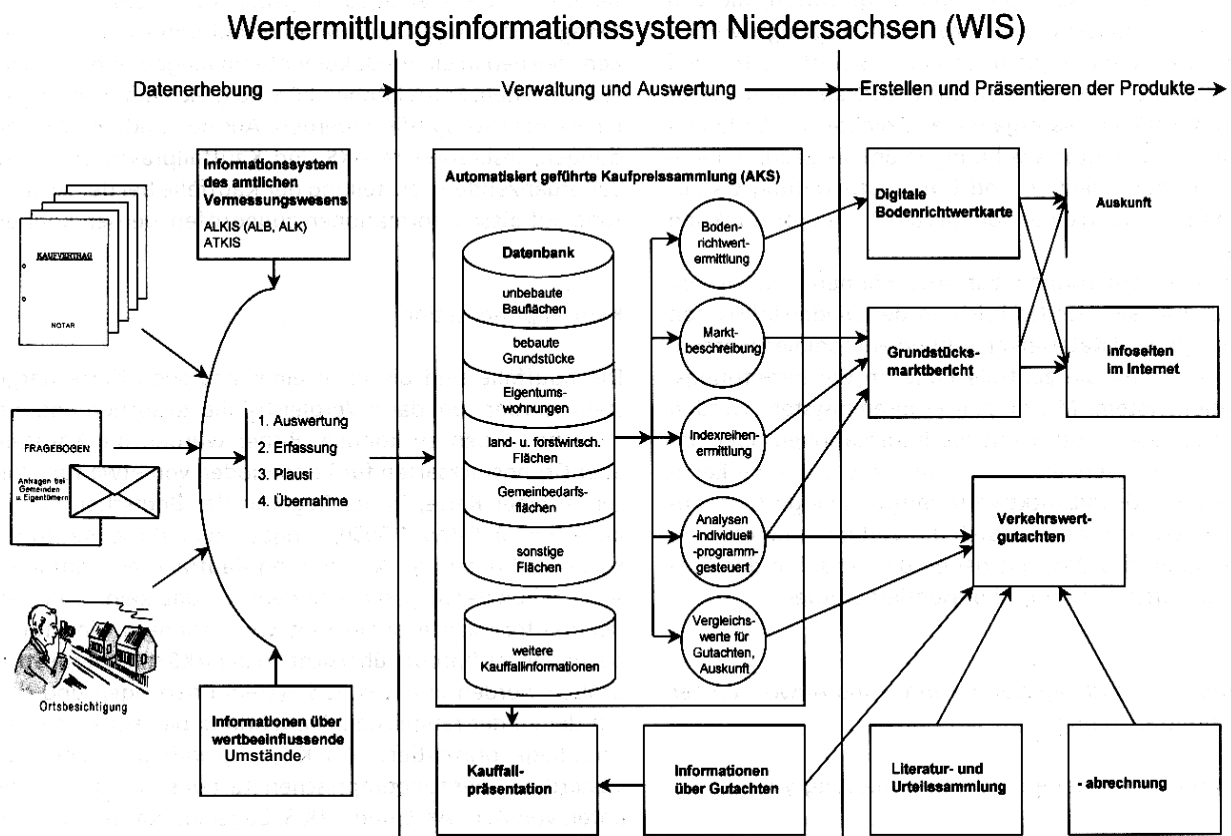 Wertermittlungsinformationssystem Niedersachsen (WIS)
Datenerhebung
Verwaltung und Auswertung
Erstellen und Präsentieren der Produkte
Informationssystem
des amtlichen
Vermessungswesens
ALKIS (ALB, ALK)
ATKIS
KAUFVERTRAG
NOTAR
FRAGEBOGEN
Anfragen bei
Gemeinden
u. Eigentümern
Ortsbesichtigung
1. Auswertung
2. Erfassung
3. Plausi
4. Übernahme
Informationen über
wertbeeinflussende
Umstände
Automatisiert geführte Kaufpreissammlung (AKS)
Datenbank
unbebaute
Bauflächen
bebaute
Grundstücke
Eigentums-
wohnungen
land- u. forstwirtsch.
Flächen
Gemeinbedarfs-
flächen
sonstige
Flächen
weitere
Kauffallinformationen
Boden-
richtwert-
ermittlung
Markt-
beschreibung
Indexreihen-
ermittlung
Analysen
-individuell
-programm-
gesteuert
Vergleichs-
werte für
Gutachten,
Auskunft
Kauffall-
präsentation
Informationen
über Gutachten
Digitale
Bodenrichtwertkarte
Auskunft
Grundstücks-
marktbericht
Infoseiten
im Internet
Verkehrswert-
gutachten
Literatur- und
Urteilssammlung
- abrechnung